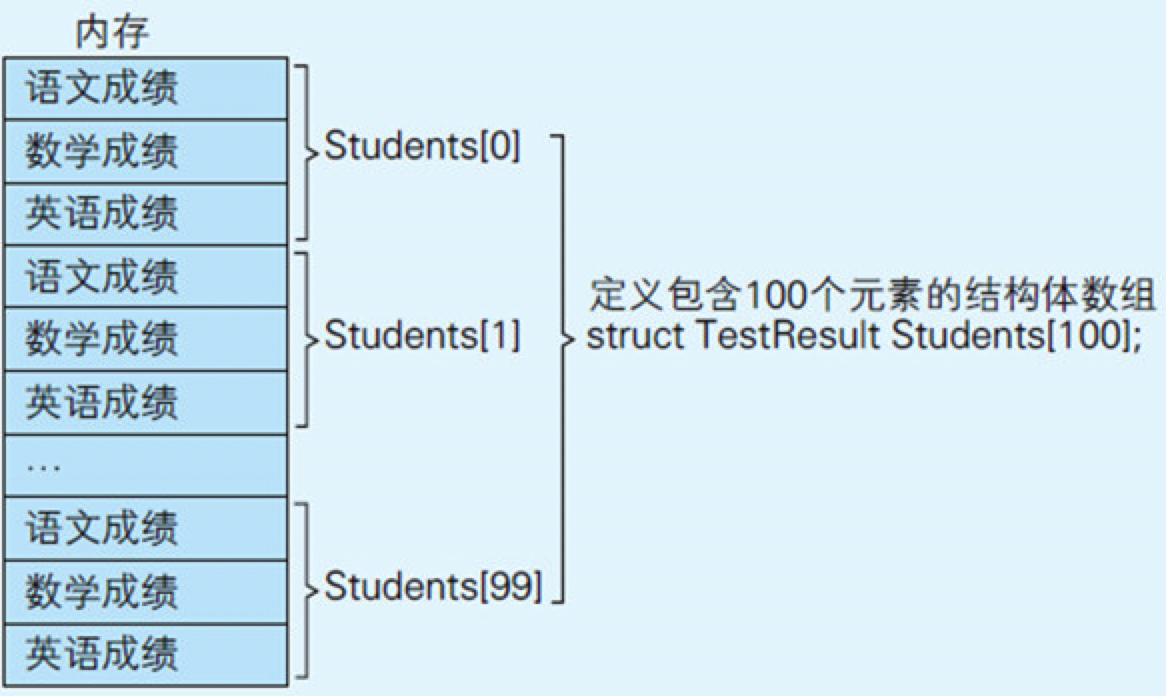 内存
语文成绩
数学成绩
英语成绩
Students[0]
语文成绩
数学成绩
英语成绩
Students[1]
…
语文成绩
数学成绩
英语成绩
Students[99]
定义包含100个元素的结构体数组
struct TestResult Students[100];